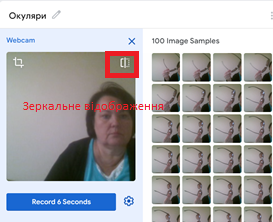 Окуляри
Webcam
100 Image Samples
Зеркальне відображення
Record 6 Seconds